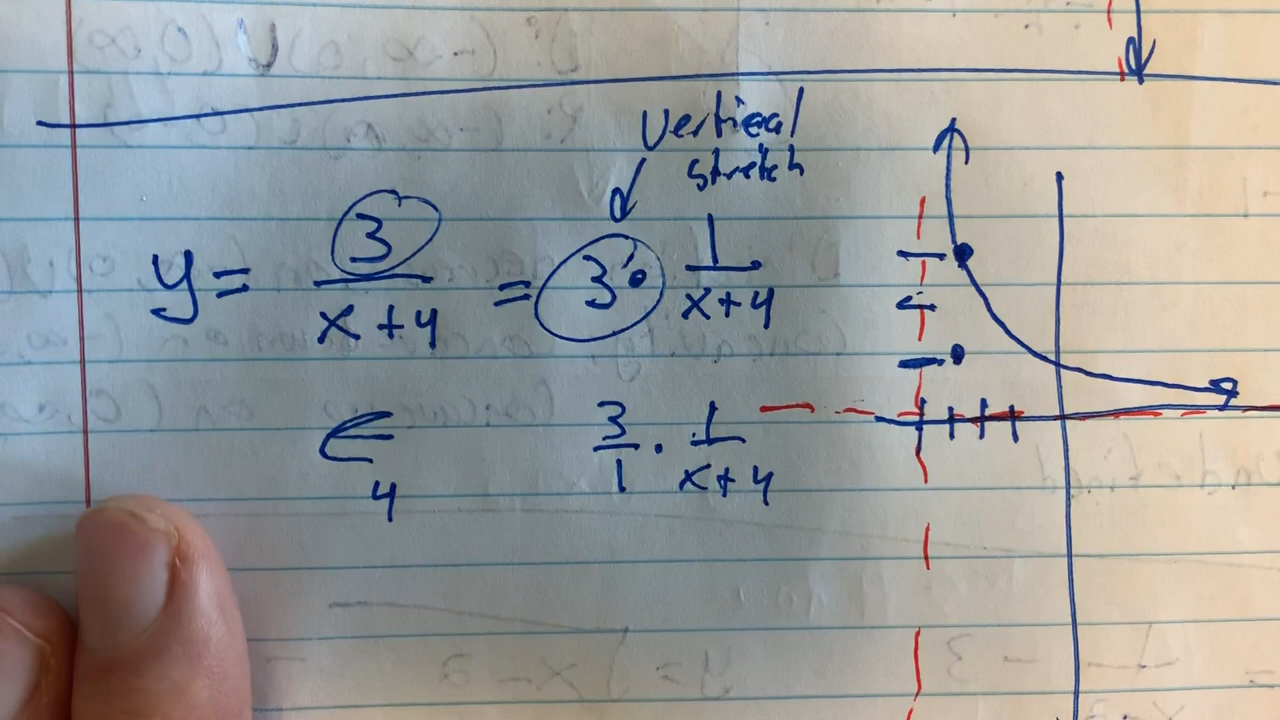 Vertical
stretch
y = 3/(x+4) = 3 · 1/(x+4)
← 4
3/1 · 1/(x+4)